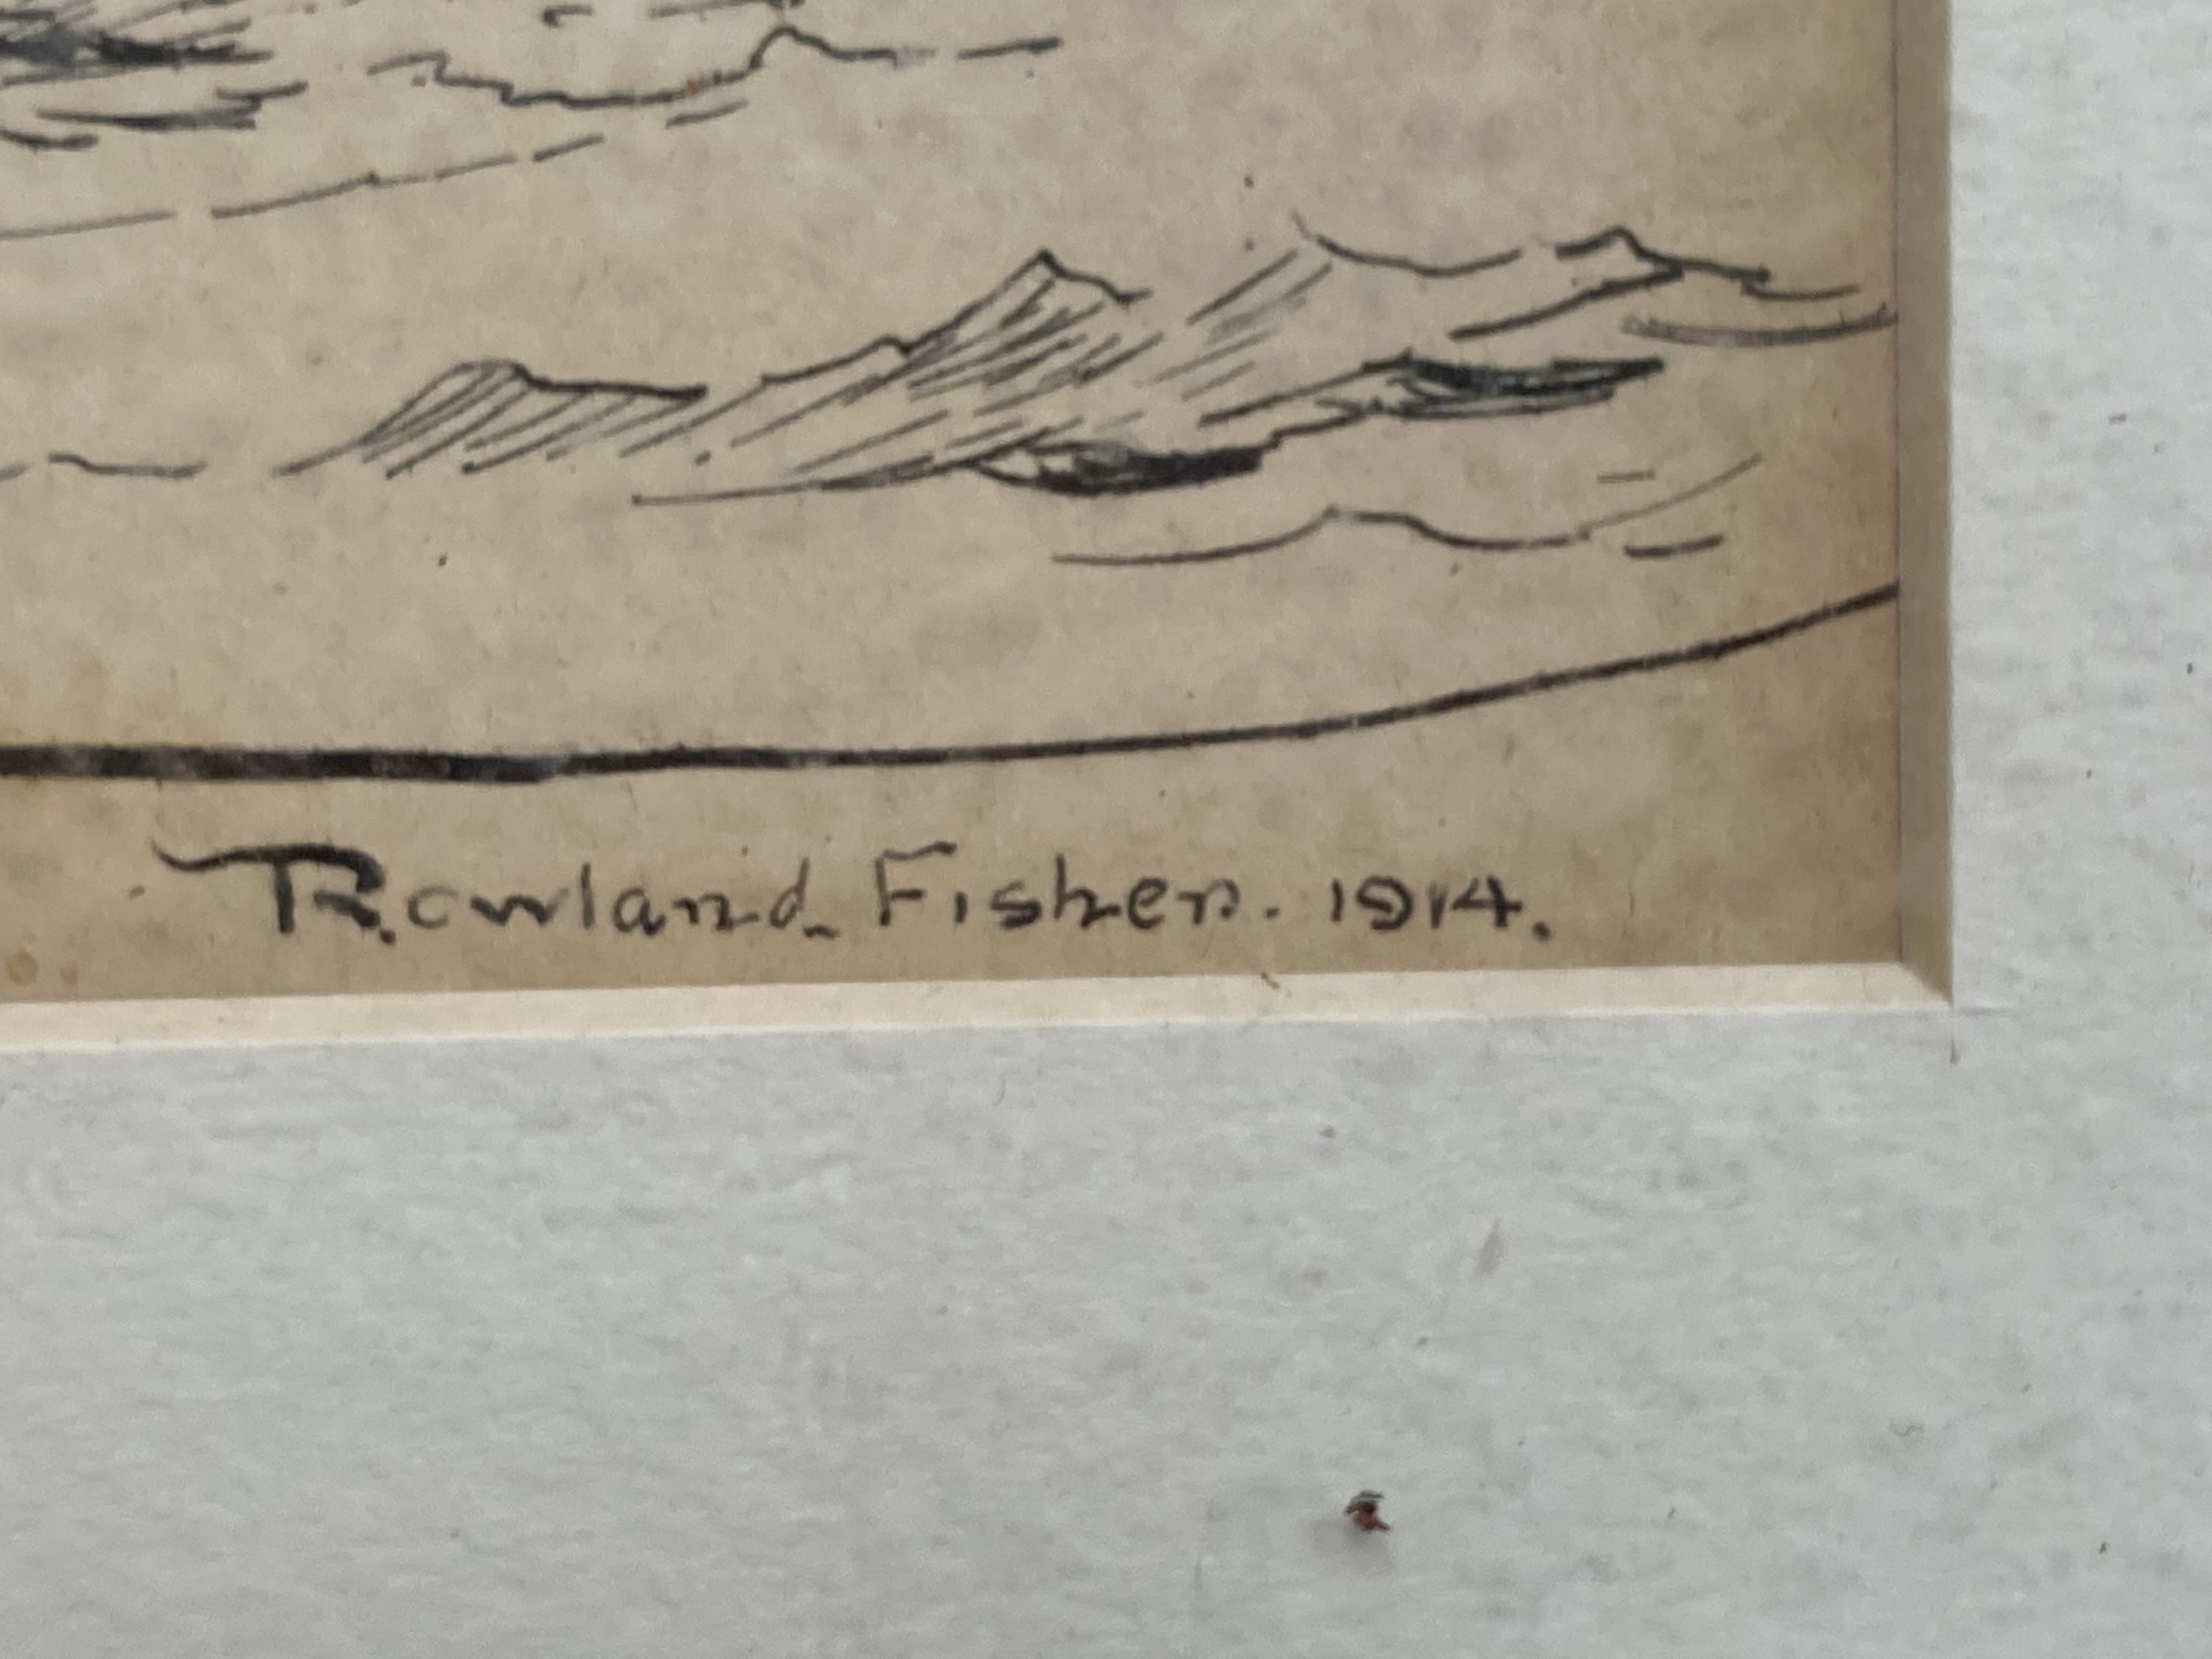 Rowland Fisher. 1914.